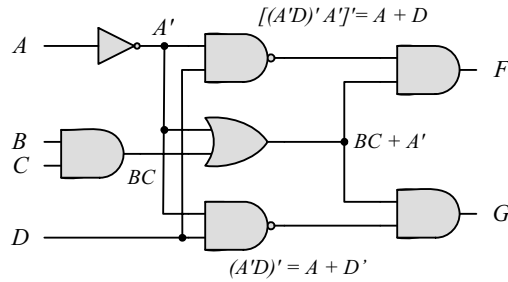 [(A'D)' A']'= A + D
A
A'
F
B
C
BC
BC + A'
G
D
(A'D)' = A + D’